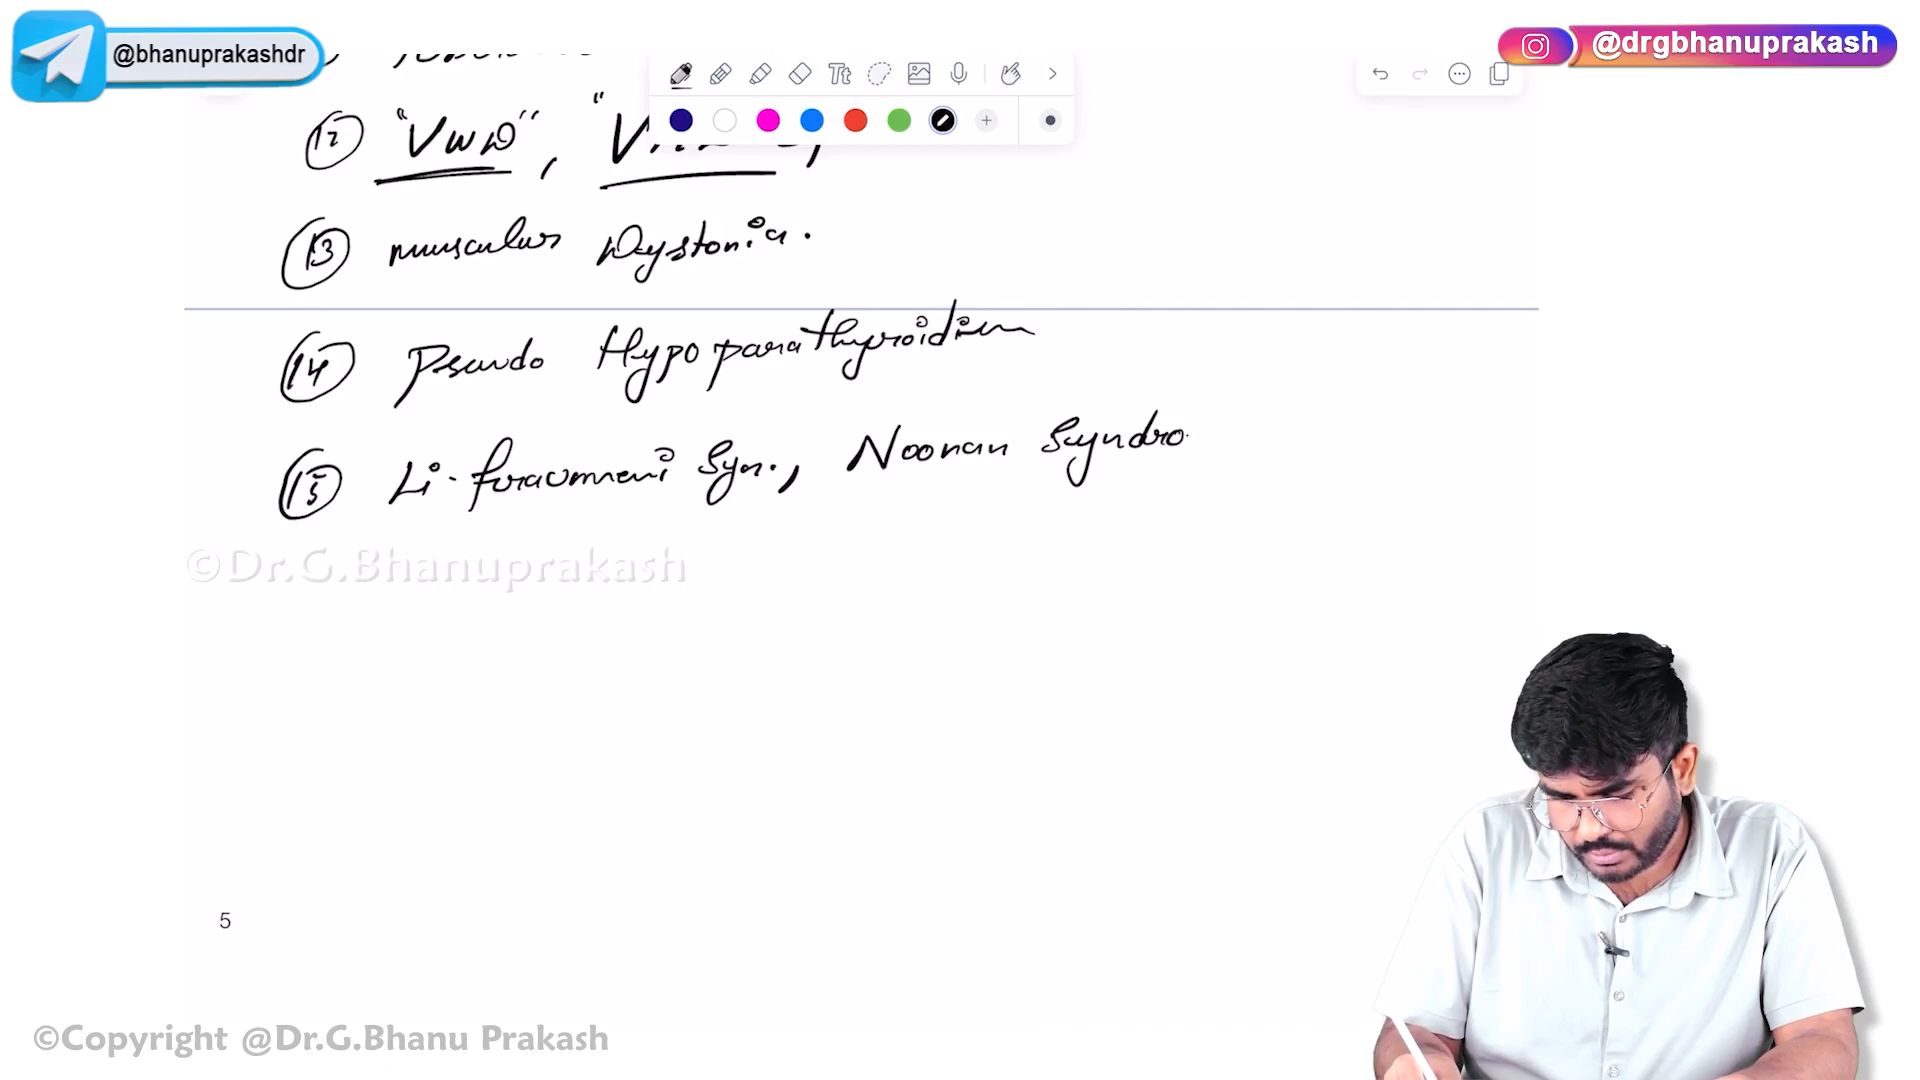 @bhanuprakashdr
@drgbhanuprakash
Tt
12 "VWD", "V
13 muscular Dystonia.
14 Pseudo Hypoparathyroidism
15 Li-fraumeni Syn., Noonan Syndro
©Dr.G.Bhanuprakash
5
©Copyright @Dr.G.Bhanu Prakash